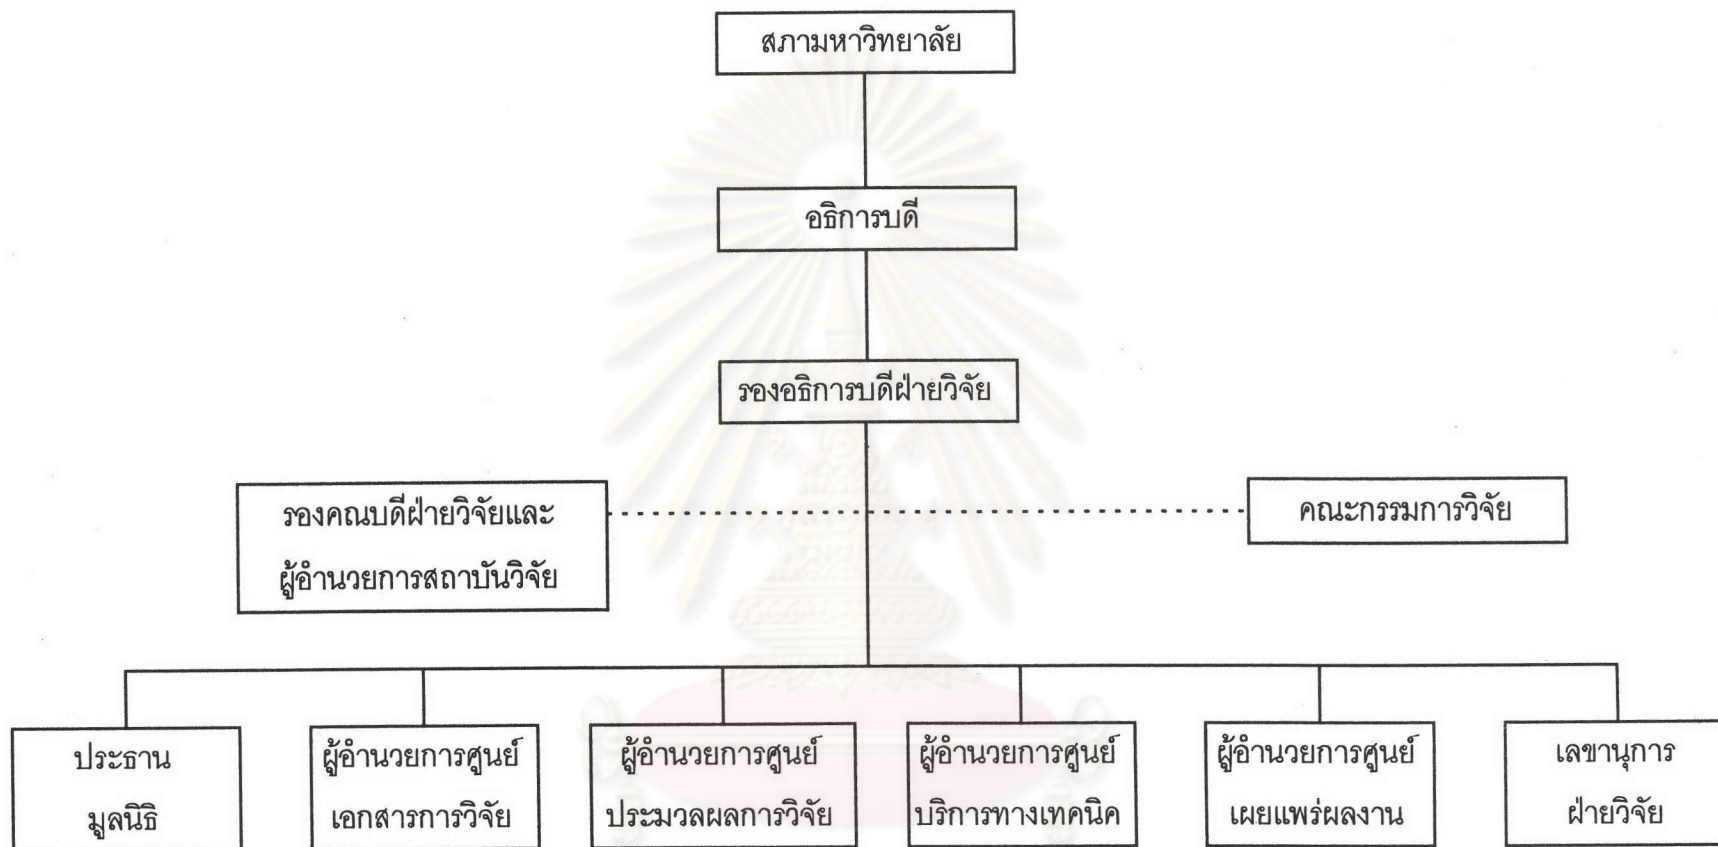 สภามหาวิทยาลัย
อธิการบดี
รองอธิการบดีฝ่ายวิจัย
รองคณบดีฝ่ายวิจัยและ
ผู้อำนวยการสถาบันวิจัย
คณะกรรมการวิจัย
ประธาน
มูลนิธิ
ผู้อำนวยการศูนย์
เอกสารการวิจัย
ผู้อำนวยการศูนย์
ประมวลผลการวิจัย
ผู้อำนวยการศูนย์
บริการทางเทคนิค
ผู้อำนวยการศูนย์
เผยแพร่ผลงาน
เลขานุการ
ฝ่ายวิจัย